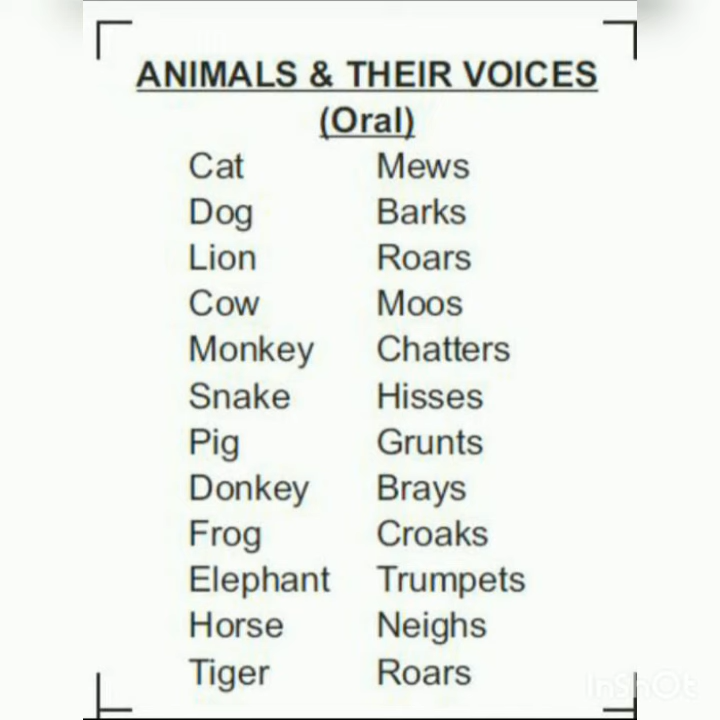 ANIMALS & THEIR VOICES
(Oral)
Cat Mews
Dog Barks
Lion Roars
Cow Moos
Monkey Chatters
Snake Hisses
Pig Grunts
Donkey Brays
Frog Croaks
Elephant Trumpets
Horse Neighs
Tiger Roars
InShOt